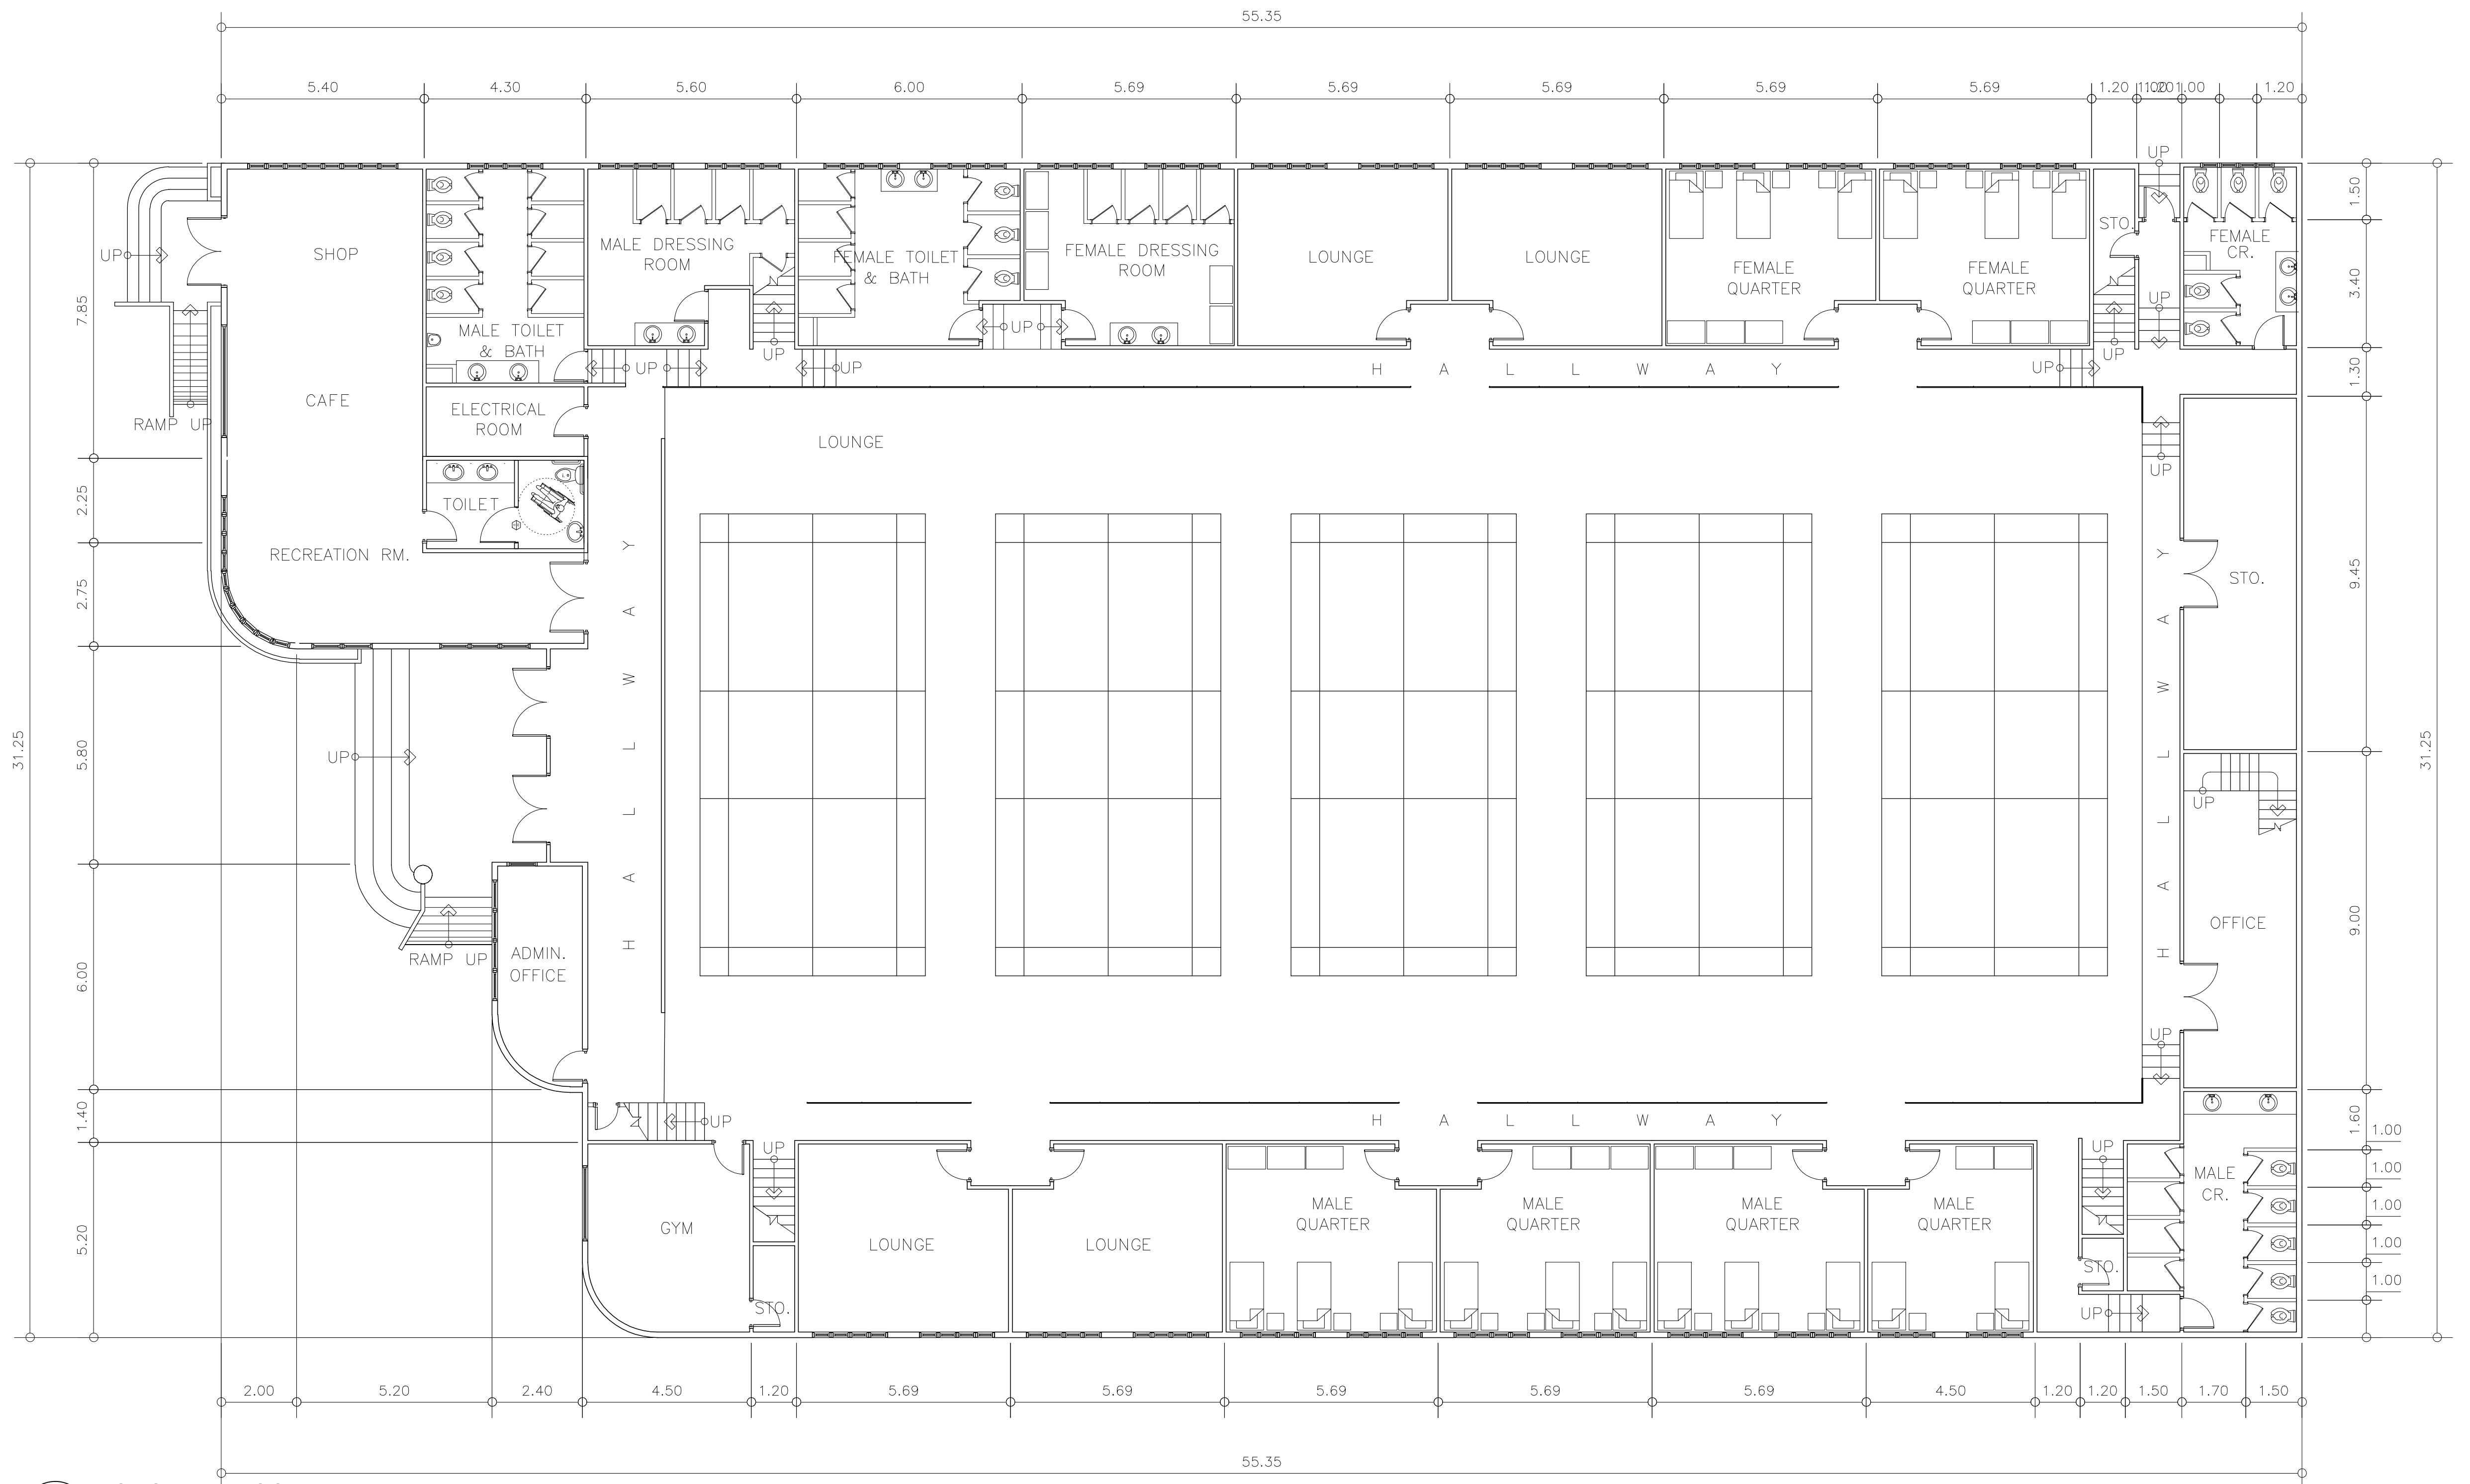 55.35
5.40
4.30
5.60
6.00
5.69
5.69
5.69
5.69
5.69
1.20
1.20
1.00
1.00
1.20
31.25
7.85
2.25
2.75
5.80
6.00
1.40
5.20
UP
RAMP UP
SHOP
CAFE
RECREATION RM.
MALE TOILET
& BATH
ELECTRICAL
ROOM
TOILET
MALE DRESSING
ROOM
UP
UP
FEMALE TOILET
& BATH
UP
UP
FEMALE DRESSING
ROOM
LOUNGE
LOUNGE
FEMALE
QUARTER
FEMALE
QUARTER
STO.
UP
UP
UP
UP
FEMALE
CR.
HALLWAY
LOUNGE
HALLWAY
UP
RAMP UP
ADMIN.
OFFICE
UP
HALLWAY
STO.
UP
OFFICE
UP
UP
UP
GYM
STO.
HALLWAY
LOUNGE
LOUNGE
MALE
QUARTER
MALE
QUARTER
MALE
QUARTER
MALE
QUARTER
UP
STO.
UP
MALE
CR.
1.50
3.40
1.30
9.45
9.00
1.60
1.00
1.00
1.00
1.00
1.00
31.25
2.00
5.20
2.40
4.50
1.20
5.69
5.69
5.69
5.69
5.69
4.50
1.20
1.20
1.50
1.70
1.50
55.35